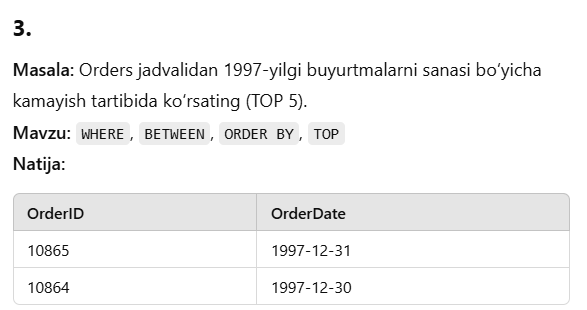 3.
Masala: Orders jadvalidan 1997-yilgi buyurtmalarni sanasi bo‘yicha
kamayish tartibida ko‘rsating (TOP 5).
Mavzu: WHERE, BETWEEN, ORDER BY, TOP
Natija:
OrderID OrderDate
10865 1997-12-31
10864 1997-12-30